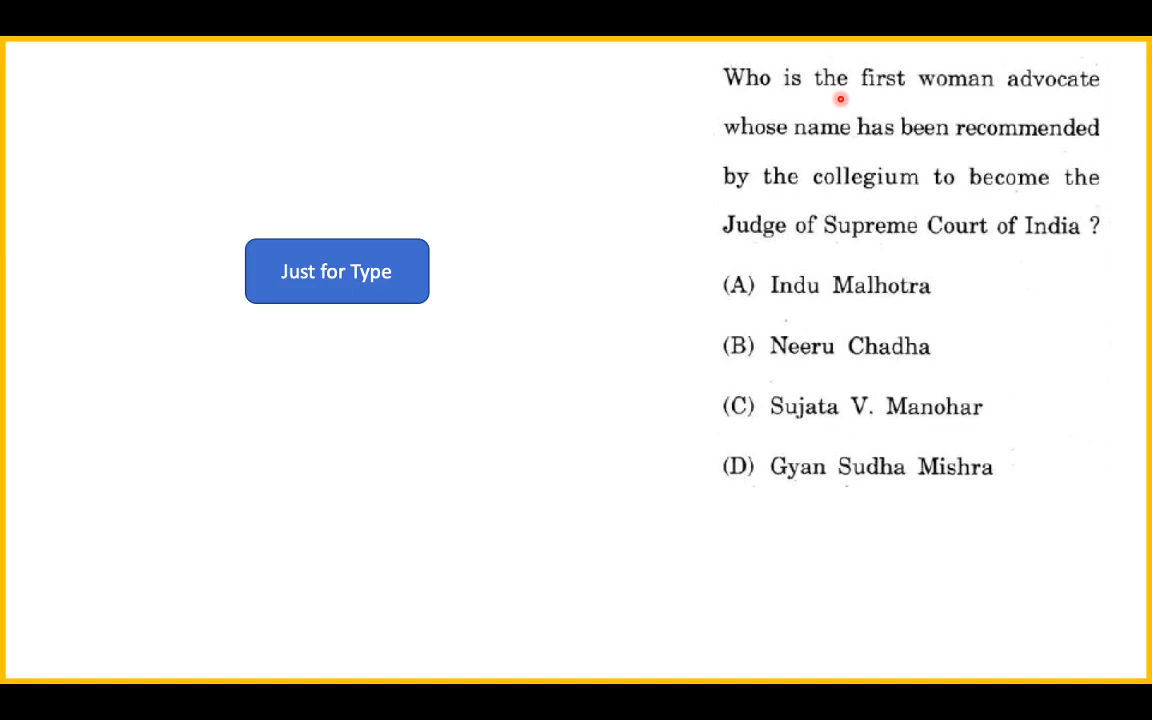 Who is the first woman advocate
whose name has been recommended
by the collegium to become the
Judge of Supreme Court of India ?
Just for Type
(A) Indu Malhotra
(B) Neeru Chadha
(C) Sujata V. Manohar
(D) Gyan Sudha Mishra